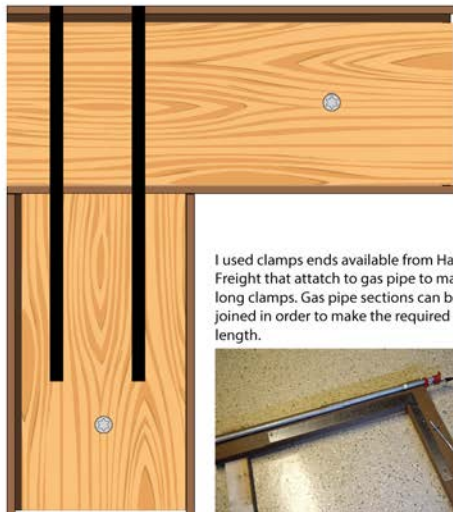 I used clamps ends available from Ha
Freight that attatch to gas pipe to ma
long clamps. Gas pipe sections can b
joined in order to make the required
length.